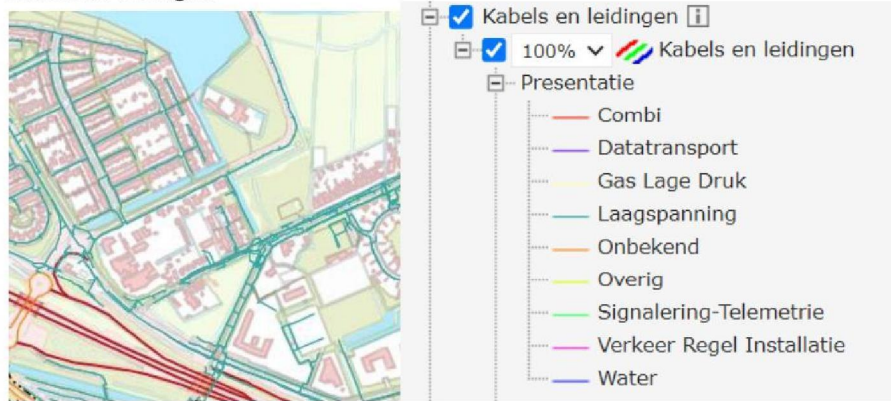 Kabels en leidingen
100% Kabels en leidingen
Presentatie
Combi
Datatransport
Gas Lage Druk
Laagspanning
Onbekend
Overig
Signalering-Telemetrie
Verkeer Regel Installatie
Water